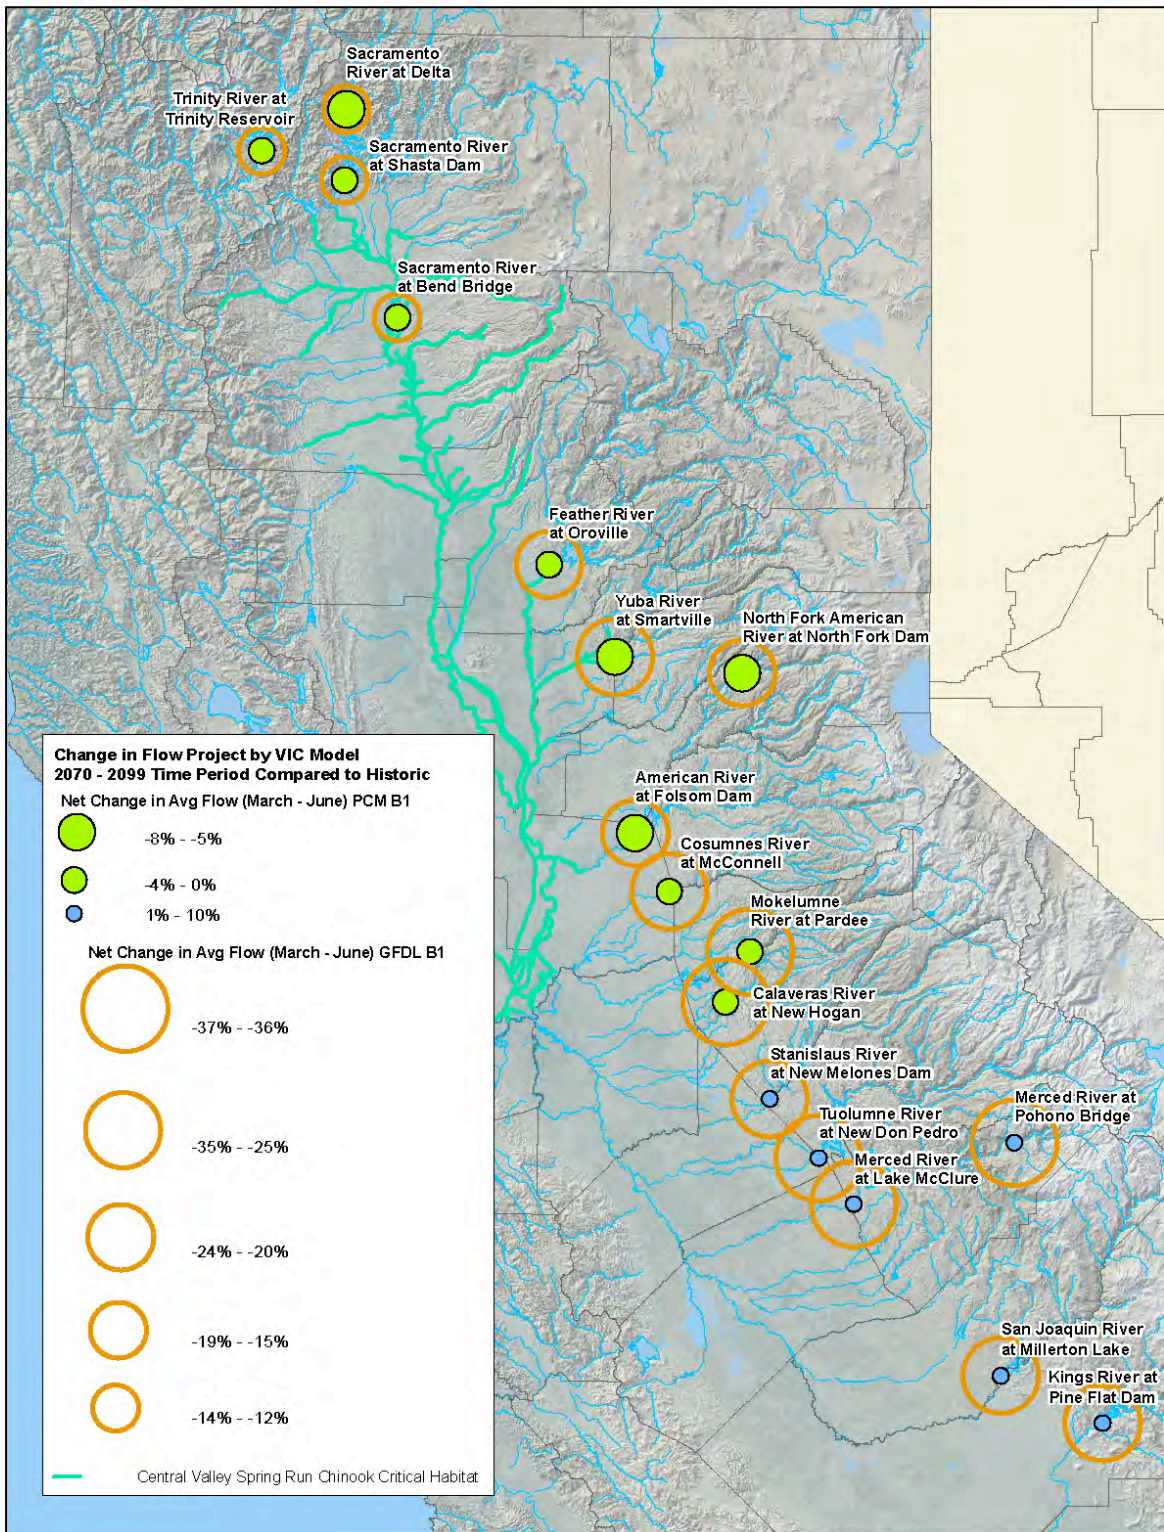 Sacramento
River at Delta
Trinity River at
Trinity Reservoir
Sacramento River
at Shasta Dam
Sacramento River
at Bend Bridge
Feather River
at Oroville
Yuba River
at Smartville
North Fork American
River at North Fork Dam
American River
at Folsom Dam
Cosumnes River
at McConnell
Mokelumne
River at Pardee
Calaveras River
at New Hogan
Stanislaus River
at New Melones Dam
Tuolumne River
at New Don Pedro
Merced River
at Lake McClure
Merced River at
Pohono Bridge
San Joaquin River
at Millerton Lake
Kings River at
Pine Flat Dam
Change in Flow Project by VIC Model
2070 - 2099 Time Period Compared to Historic
Net Change in Avg Flow (March - June) PCM B1
-8% - -5%
-4% - 0%
1% - 10%
Net Change in Avg Flow (March - June) GFDL B1
-37% - -36%
-35% - -25%
-24% - -20%
-19% - -15%
-14% - -12%
Central Valley Spring Run Chinook Critical Habitat